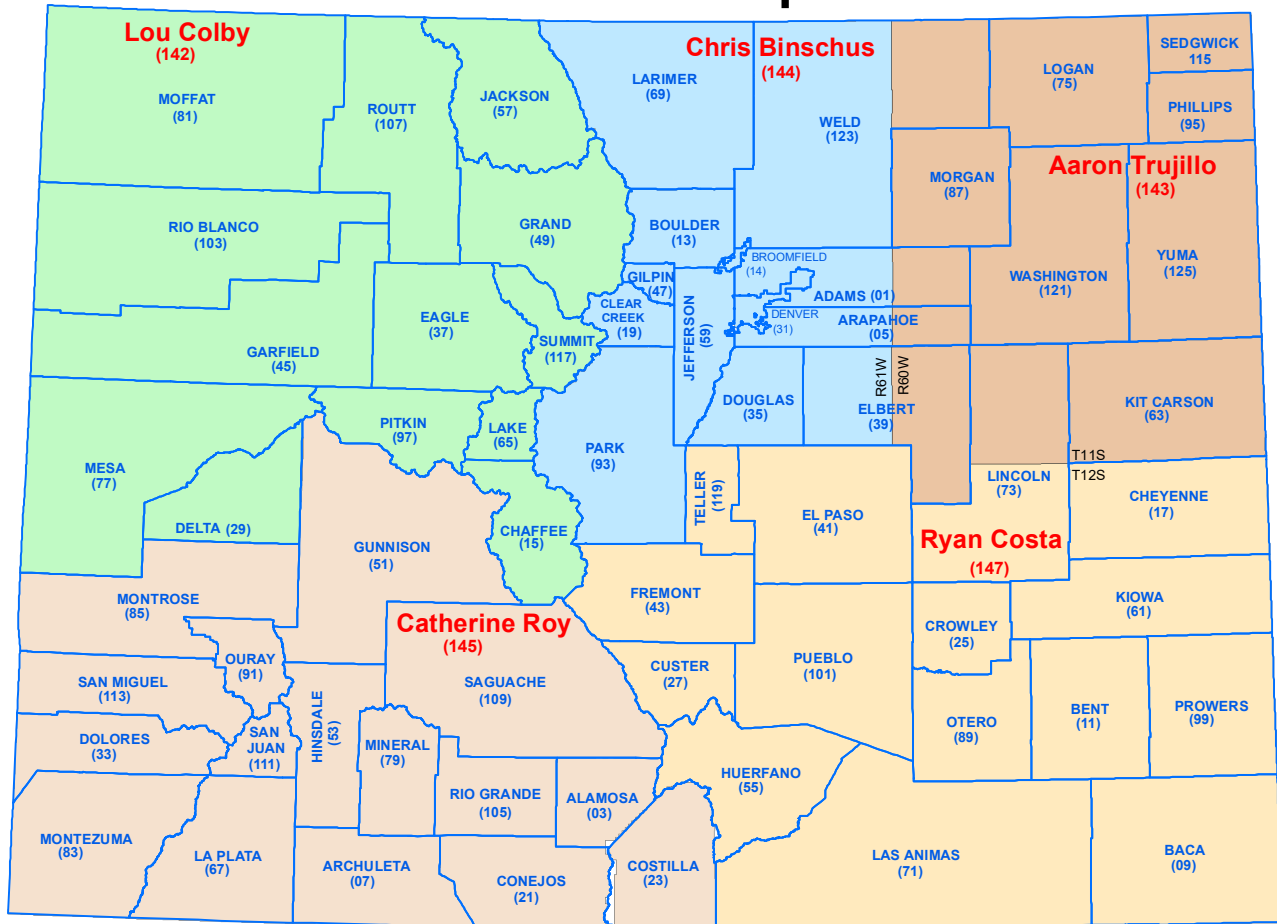 Lou Colby
(142)
Chris Binschus
(144)
Aaron Trujillo
(143)
Ryan Costa
(147)
Catherine Roy
(145)
MOFFAT
(81)
ROUTT
(107)
JACKSON
(57)
LARIMER
(69)
WELD
(123)
LOGAN
(75)
SEDGWICK
115
PHILLIPS
(95)
MORGAN
(87)
RIO BLANCO
(103)
GRAND
(49)
BOULDER
(13)
BROOMFIELD
(14)
GILPIN
(47)
CLEAR
CREEK
(19)
JEFFERSON
(59)
ADAMS (01)
DENVER
(31)
ARAPAHOE
(05)
WASHINGTON
(121)
YUMA
(125)
GARFIELD
(45)
EAGLE
(37)
SUMMIT
(117)
R61W
R60W
DOUGLAS
(35)
ELBERT
(39)
KIT CARSON
(63)
MESA
(77)
PITKIN
(97)
LAKE
(65)
PARK
(93)
TELLER
(119)
EL PASO
(41)
T11S
T12S
LINCOLN
(73)
CHEYENNE
(17)
DELTA (29)
GUNNISON
(51)
CHAFFEE
(15)
FREMONT
(43)
KIOWA
(61)
MONTROSE
(85)
OURAY
(91)
SAN MIGUEL
(113)
DOLORES
(33)
SAN
JUAN
(111)
HINSDALE
(53)
SAGUACHE
(109)
CUSTER
(27)
PUEBLO
(101)
CROWLEY
(25)
OTERO
(89)
BENT
(11)
PROWERS
(99)
MINERAL
(79)
RIO GRANDE
(105)
ALAMOSA
(03)
HUERFANO
(55)
MONTEZUMA
(83)
LA PLATA
(67)
ARCHULETA
(07)
CONEJOS
(21)
COSTILLA
(23)
LAS ANIMAS
(71)
BACA
(09)